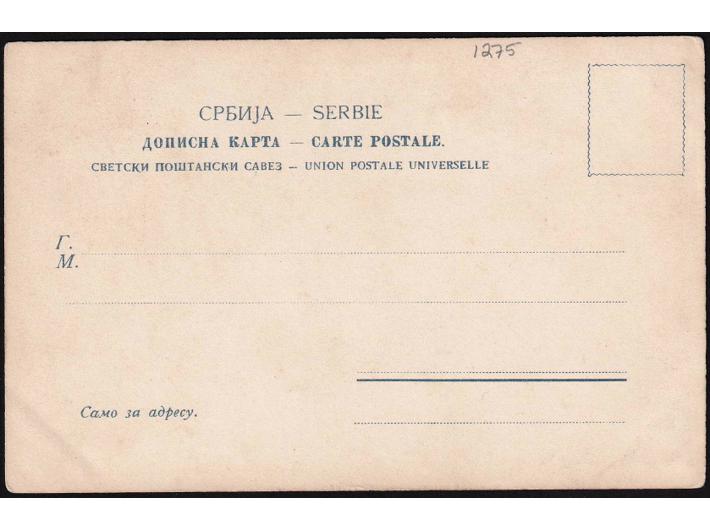 1275
СРБИЈА — SERBIE
ДОПИСНА КАРТА — CARTE POSTALE.
СВЕТСКИ ПОШТАНСКИ САВЕЗ — UNION POSTALE UNIVERSELLE
Г.
М.
Само за адресу.